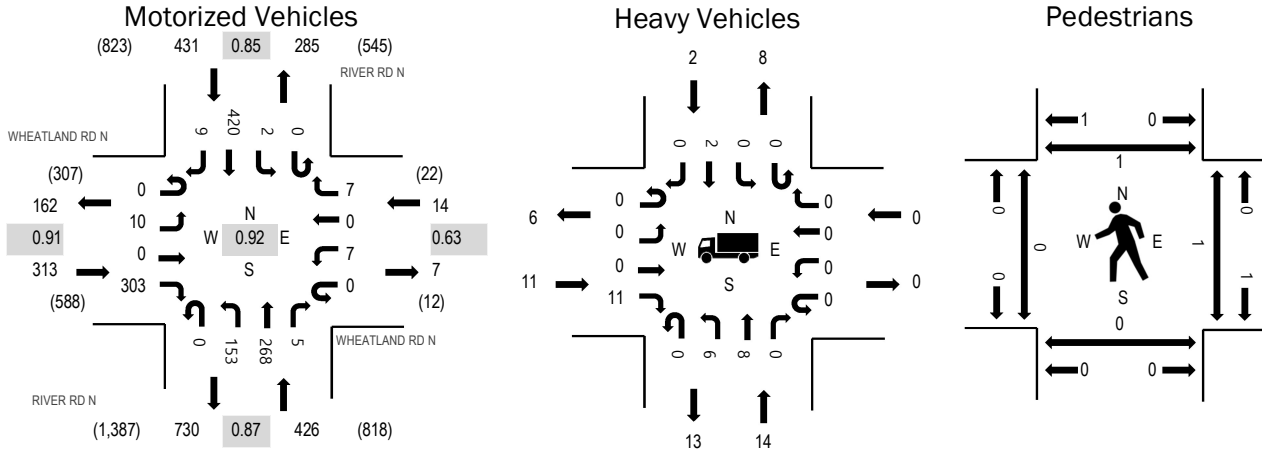 Motorized Vehicles
(823) 431 0.85 285 (545)
RIVER RD N
WHEATLAND RD N
9 420 2 0
(307)
162
0.91
313
(588)
0
10
0
303
N
W 0.92 E
S
7
0
7
0
(22)
14
0.63
7
(12)
0 153 268 5
WHEATLAND RD N
RIVER RD N
(1,387) 730 0.87 426 (818)
Heavy Vehicles
2 8
0 2 0 0
6
11
0
0
0
11
N
W E
S
0
0
0
0
0
0
0 6 8 0
13 14
Pedestrians
1 0
1
0
0
0
N
W E
S
1
0
1
0
0 0